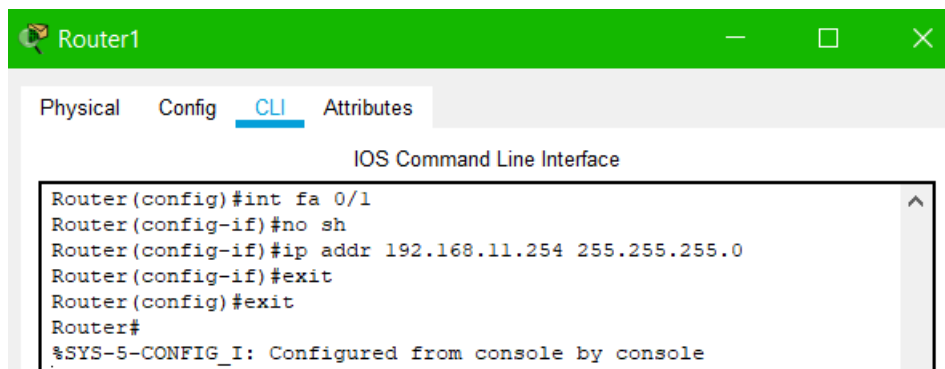 Router1
Physical Config CLI Attributes
IOS Command Line Interface
Router(config)#int fa 0/1
Router(config-if)#no sh
Router(config-if)#ip addr 192.168.11.254 255.255.255.0
Router(config-if)#exit
Router(config)#exit
Router#
%SYS-5-CONFIG_I: Configured from console by console